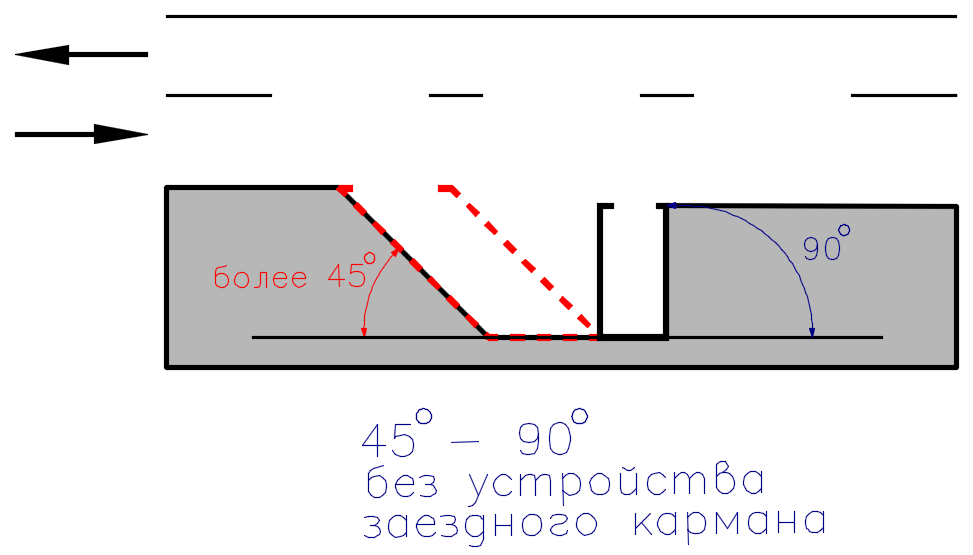 более 45°
90°
45° – 90°
без устройства
заездного кармана